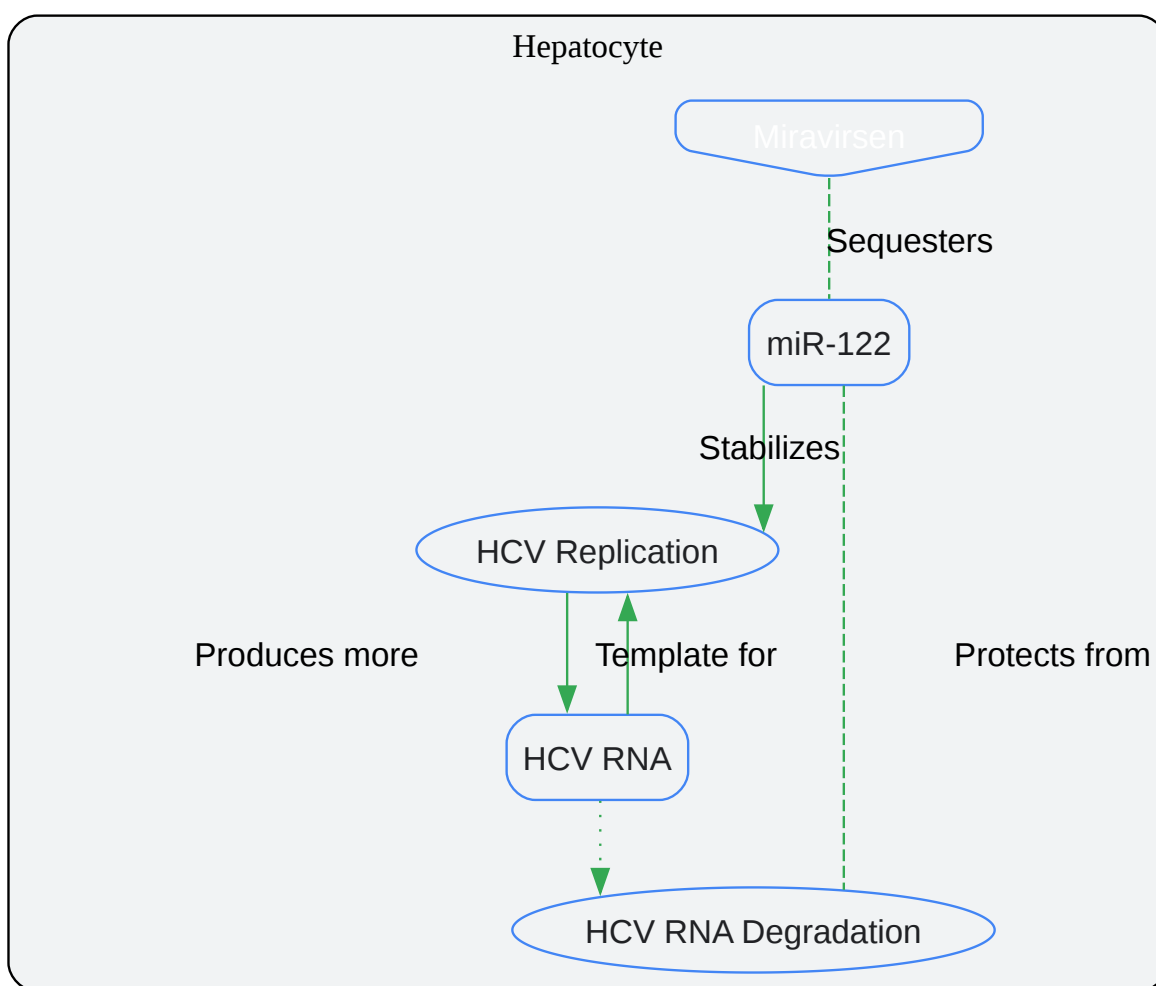 Hepatocyte
Miravirsen
Sequesters
miR-122
Stabilizes
HCV Replication
Produces more
Template for
Protects from
HCV RNA
HCV RNA Degradation